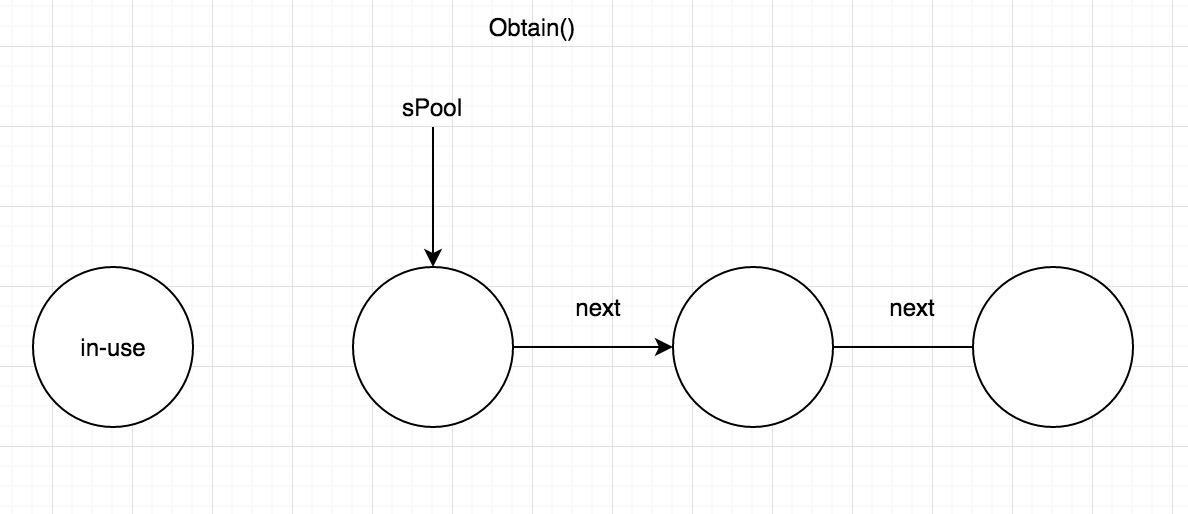 Obtain()
sPool
next
next
in-use